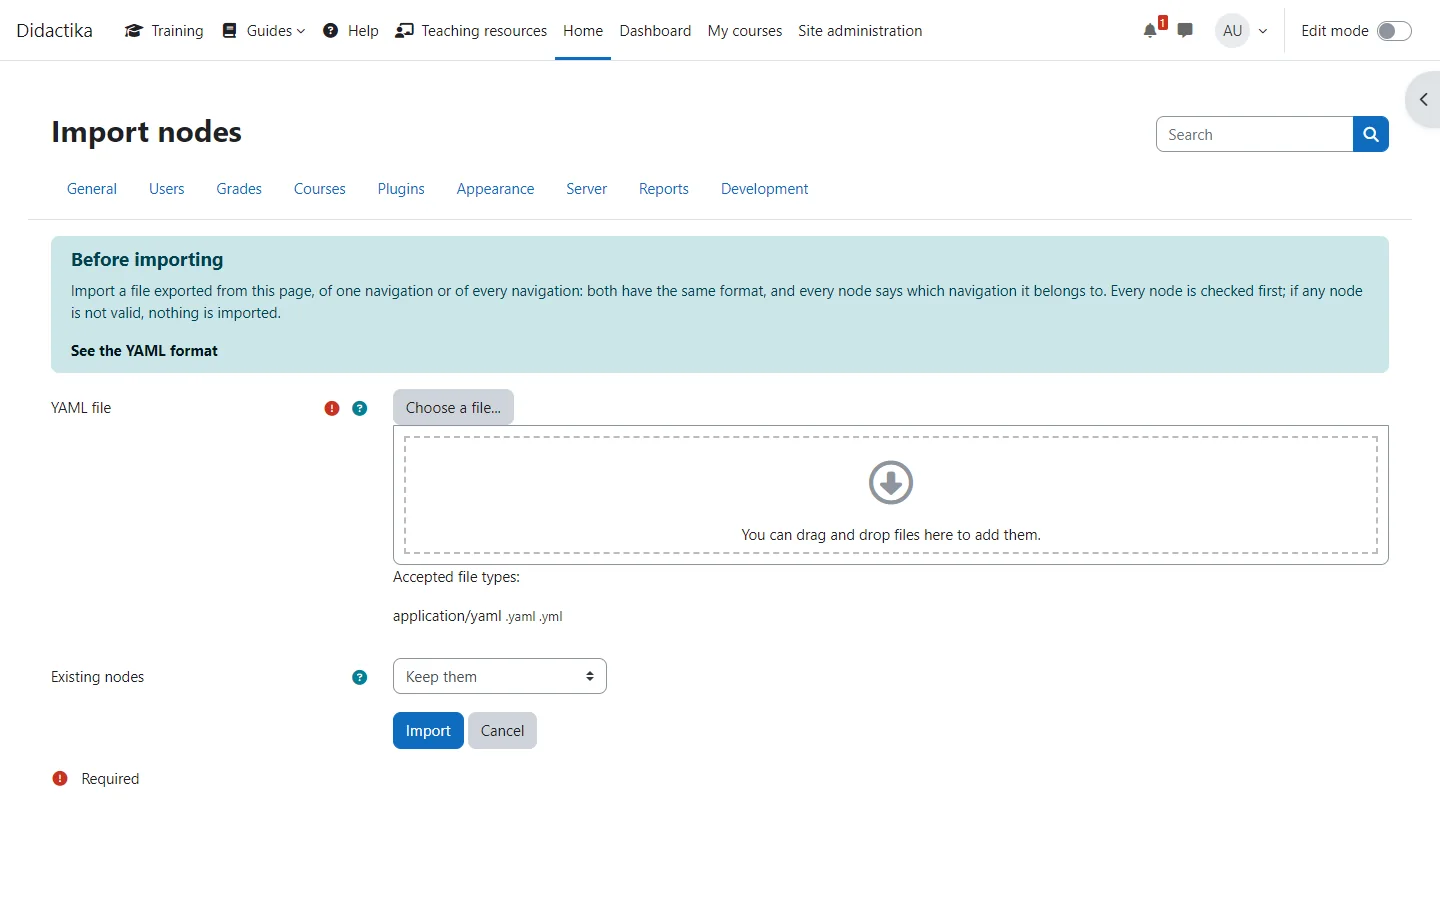 Didactika
Training
Guides
Help
Teaching resources
Home
Dashboard
My courses
Site administration
1
AU
Edit mode
Import nodes
Search
General
Users
Grades
Courses
Plugins
Appearance
Server
Reports
Development
Before importing
Import a file exported from this page, of one navigation or of every navigation: both have the same format, and every node says which navigation it belongs to. Every node is checked first; if any node
is not valid, nothing is imported.
See the YAML format
YAML file
Choose a file...
You can drag and drop files here to add them.
Accepted file types:
application/yaml .yaml .yml
Existing nodes
Keep them
Import
Cancel
Required